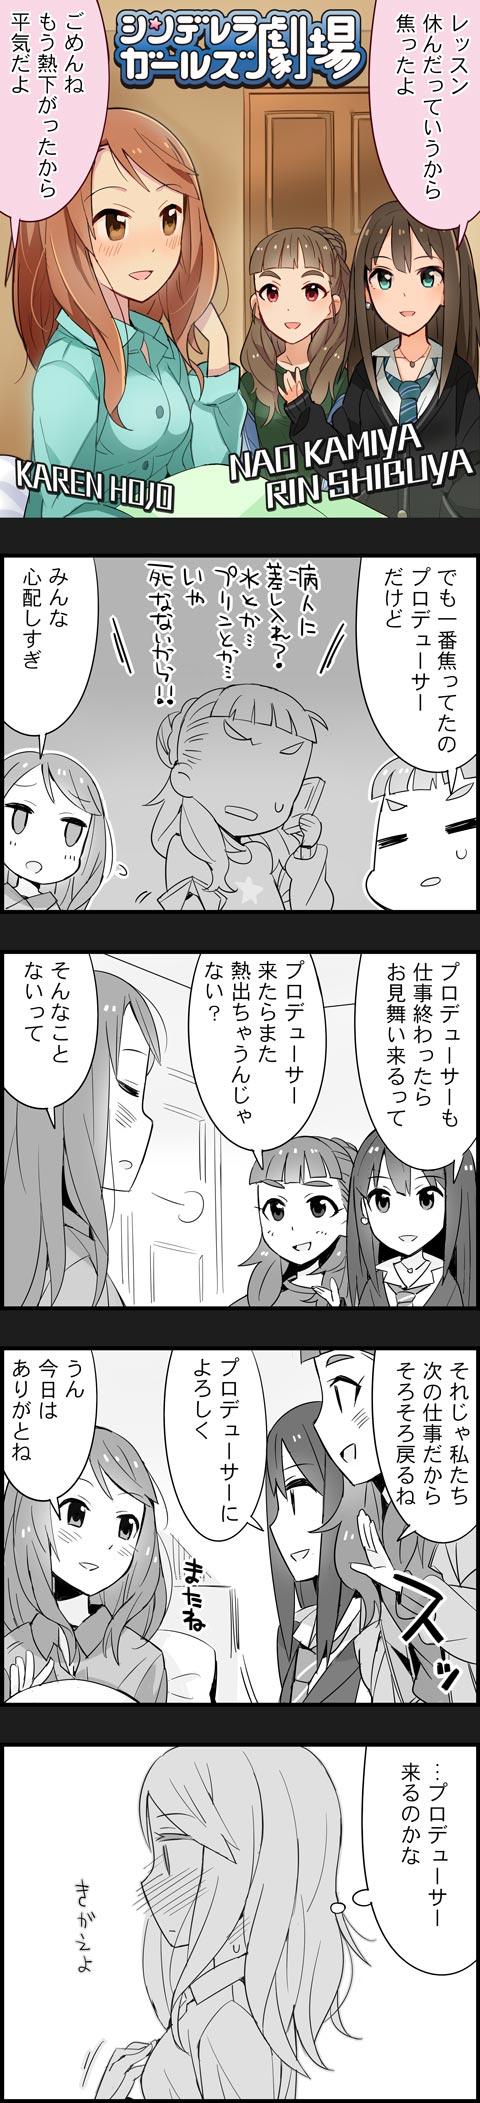 シンデレラ
ガールズ劇場
レッスン
休んだっていうから
焦ったよ
ごめんね
もう熱下がったから
平気だよ
KAREN HOJO
NAO KAMIYA
RIN SHIBUYA
でも一番焦ってたの
プロデューサー
だけど
病人に
差し入れ?
水とか…
プリンとか…
いや
死なないから!!
みんな
心配しすぎ
プロデューサーも
仕事終わったら
お見舞い来るって
プロデューサー
来たらまた
熱出ちゃうんじゃ
ない?
そんなこと
ないって
それじゃ私たち
次の仕事だから
そろそろ戻るね
スッ
プロデューサーに
よろしく
またね
うん
今日は
ありがとね
…プロデューサー
来るのかな
きがえよ